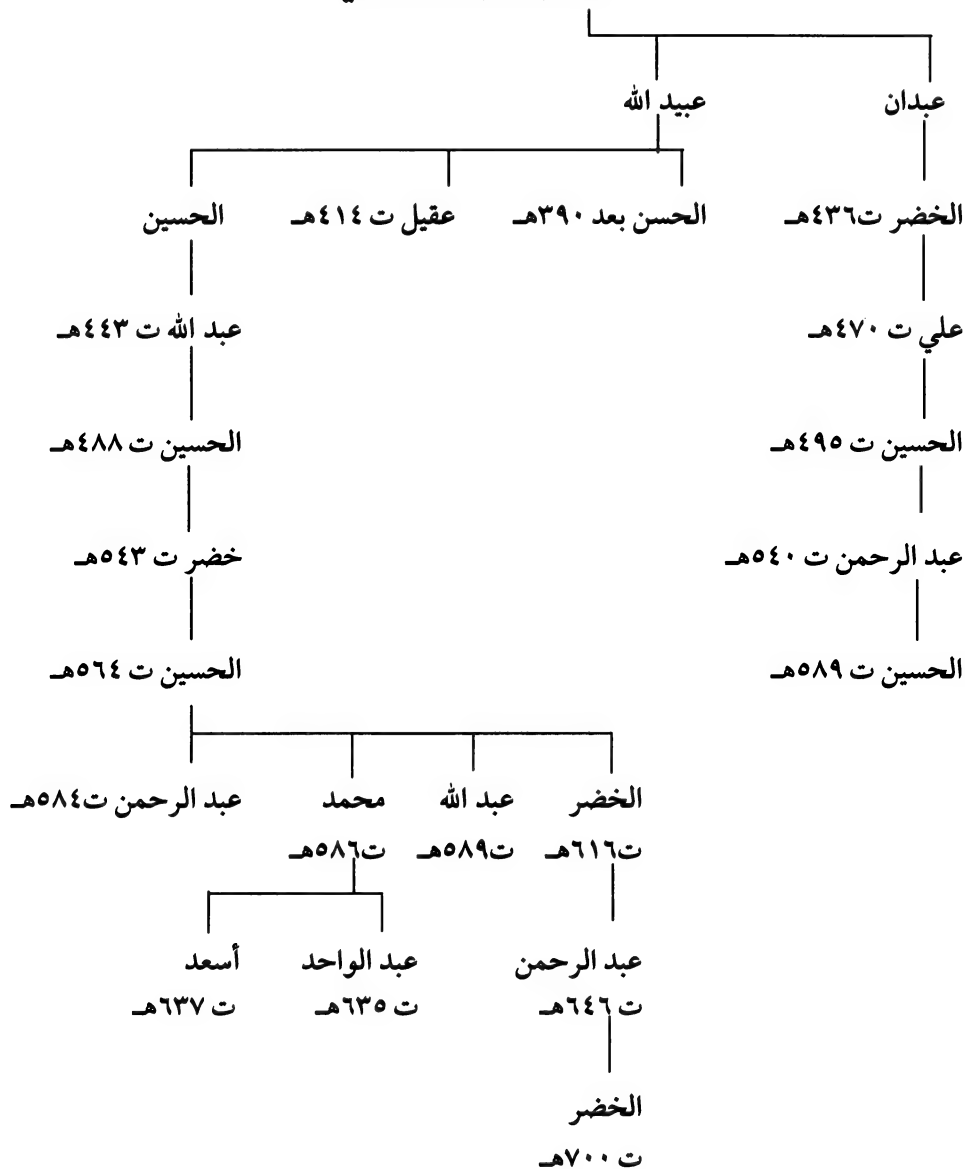 عبدان عبيد الله
الخضر ت٤٣٦هـ الحسن بعد ٣٩٠هـ عقيل ت ٤١٤هـ الحسين
علي ت ٤٧٠هـ عبد الله ت ٤٤٣هـ
الحسين ت ٤٩٥هـ الحسين ت ٤٨٨هـ
عبد الرحمن ت ٥٤٠هـ خضر ت ٥٤٣هـ
الحسين ت ٥٨٩هـ الحسين ت ٥٦٤هـ
الخضر عبد الله محمد عبد الرحمن ت٥٨٤هـ
ت٦١٦هـ ت٥٨٩هـ ت٥٨٦هـ
عبد الرحمن عبد الواحد أسعد
ت ٦٤٦هـ ت ٦٣٥هـ ت ٦٣٧هـ
الخضر
ت ٧٠٠هـ